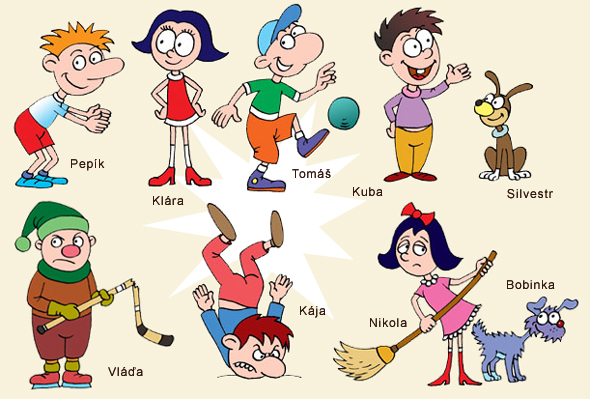 Pepík
Klára
Tomáš
Kuba
Silvestr
Vláďa
Kája
Nikola
Bobinka